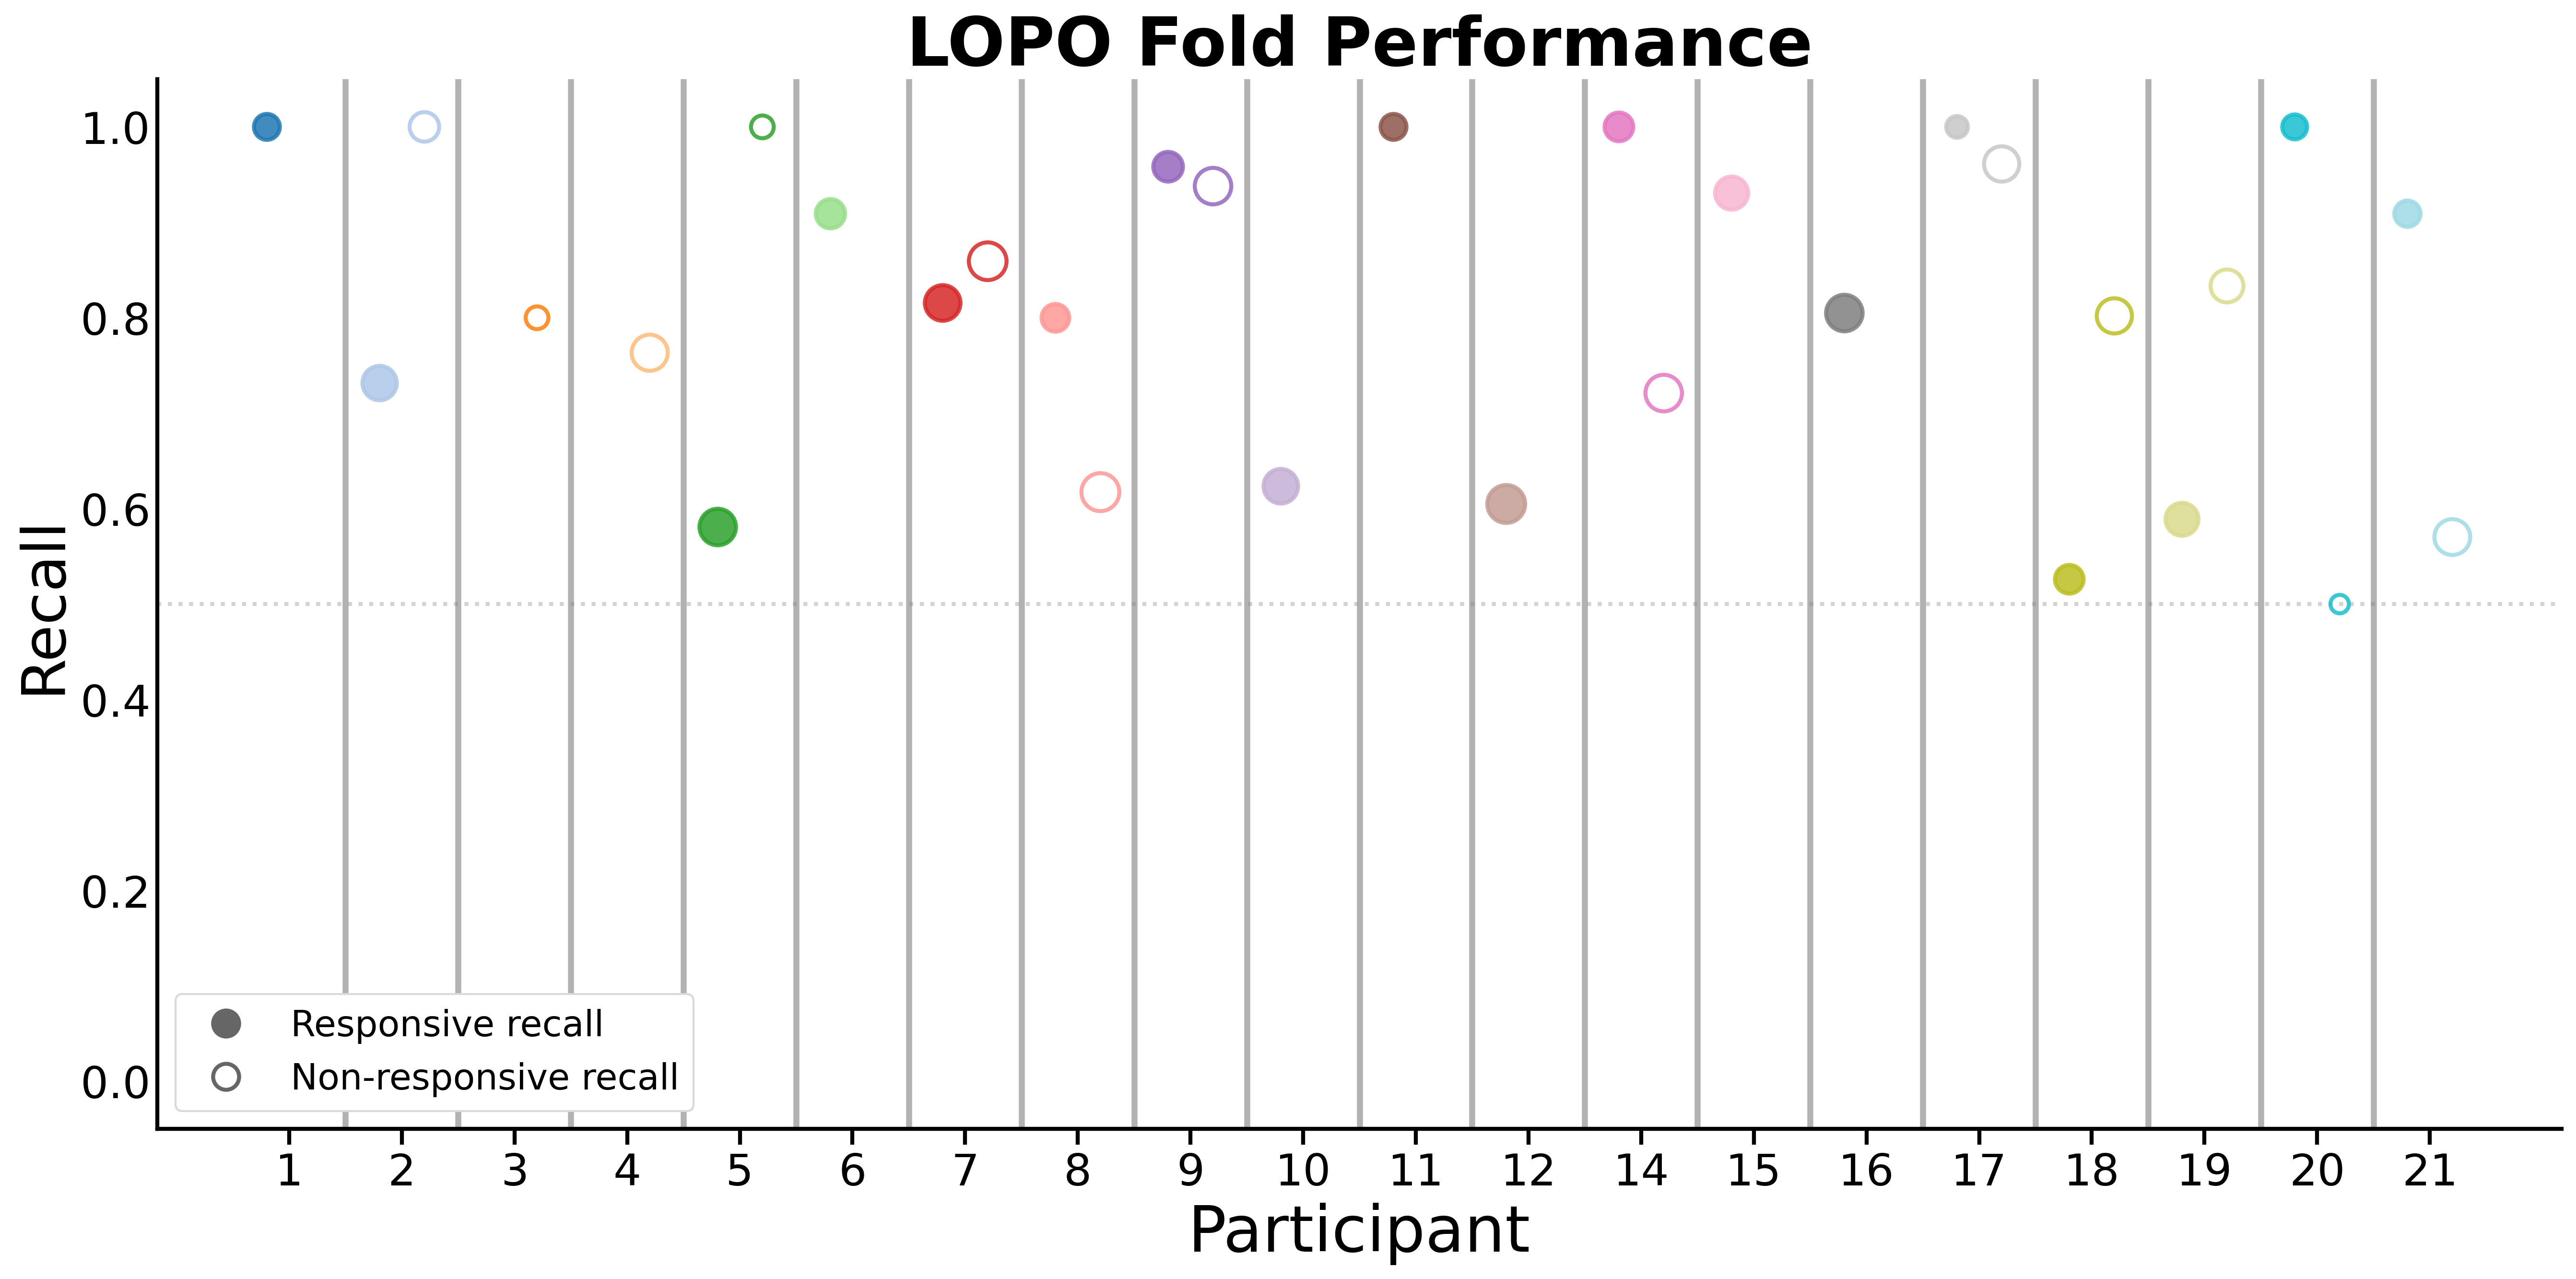 LOPO Fold Performance
1.0
0.8
0.6
0.4
0.2
0.0
Recall
Responsive recall
Non-responsive recall
1 2 3 4 5 6 7 8 9 10 11 12 14 15 16 17 18 19 20 21
Participant